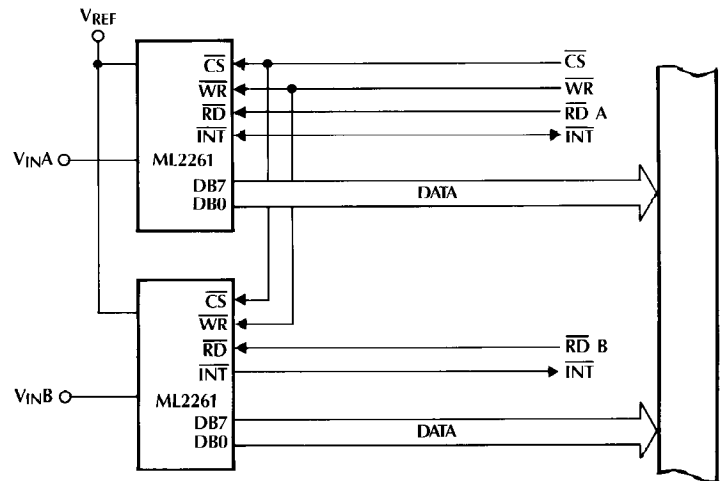 VREF
CS CS
WR WR
RD RD A
INT INT
VINA ML2261
DB7
DB0 DATA
CS
WR
RD RD B
INT INT
VINB ML2261
DB7
DB0 DATA